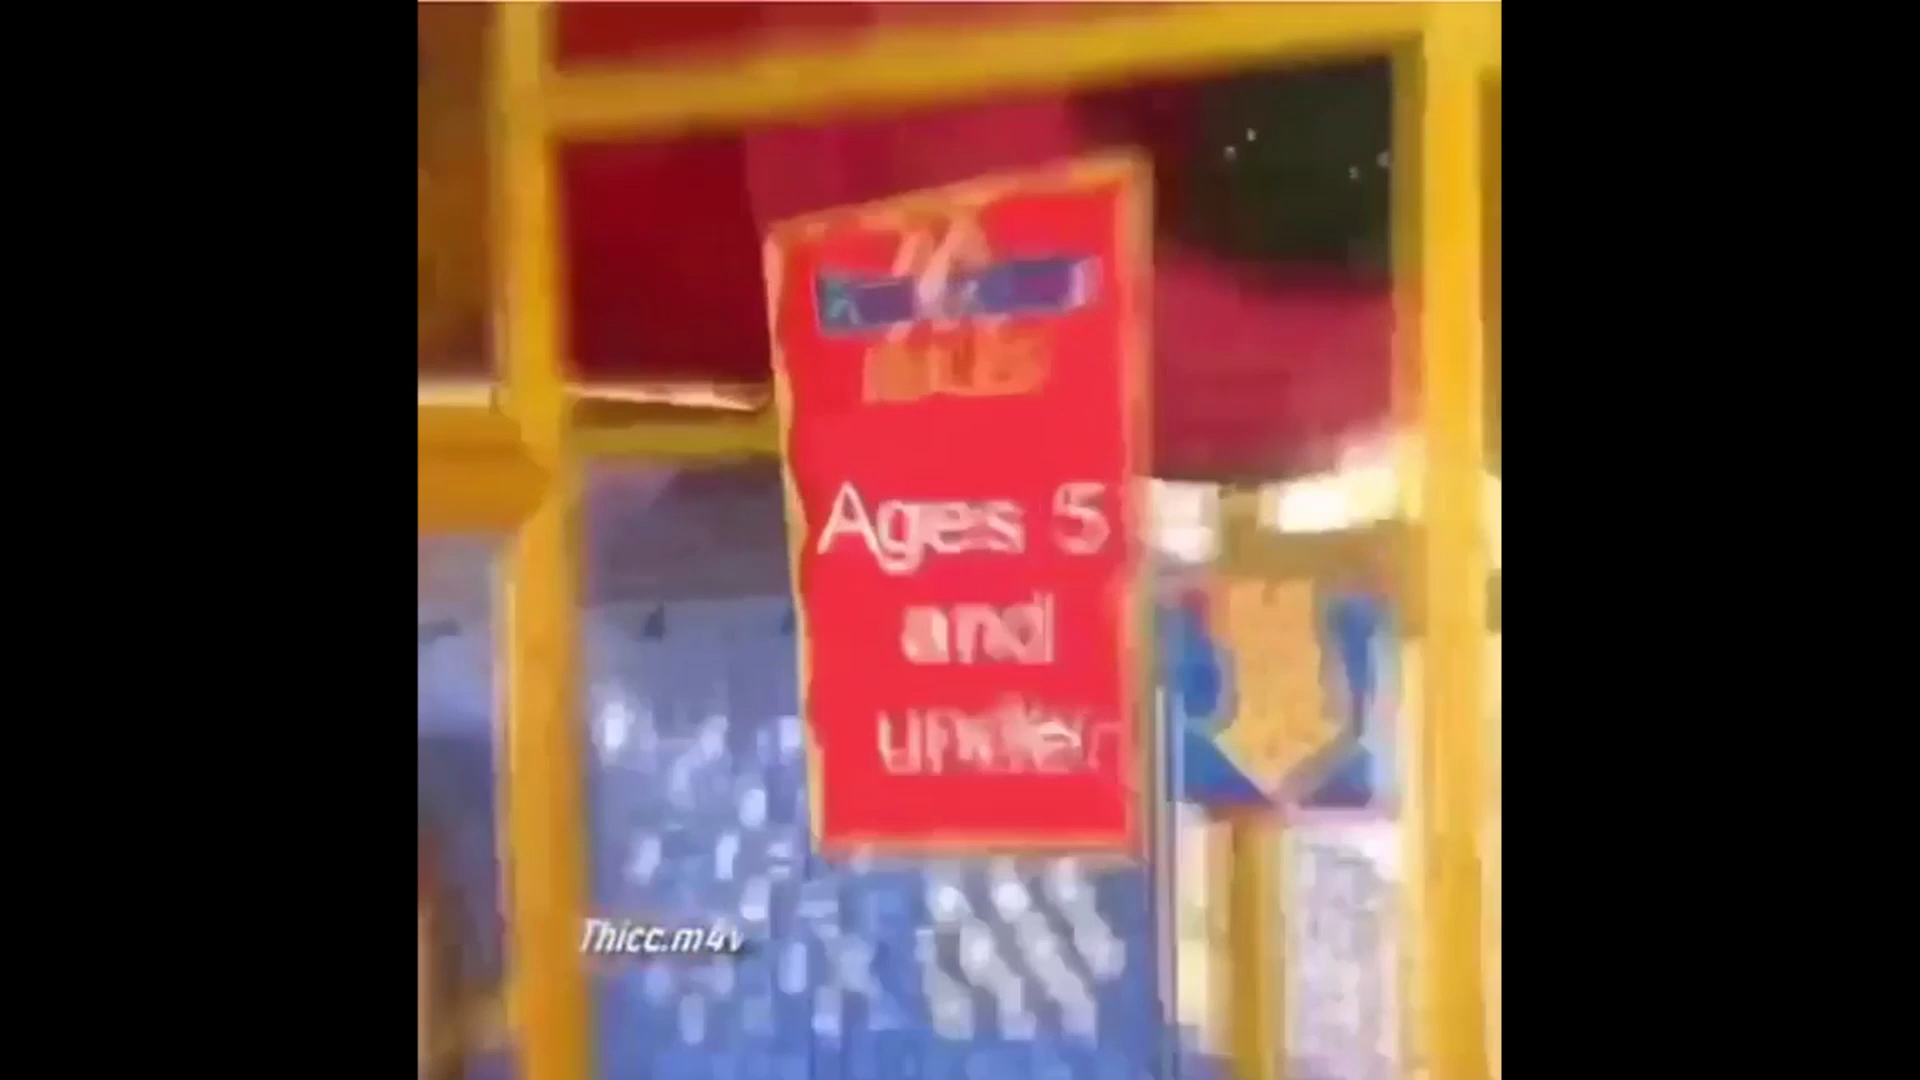 Ages 5
and
under
Thicc.m4v